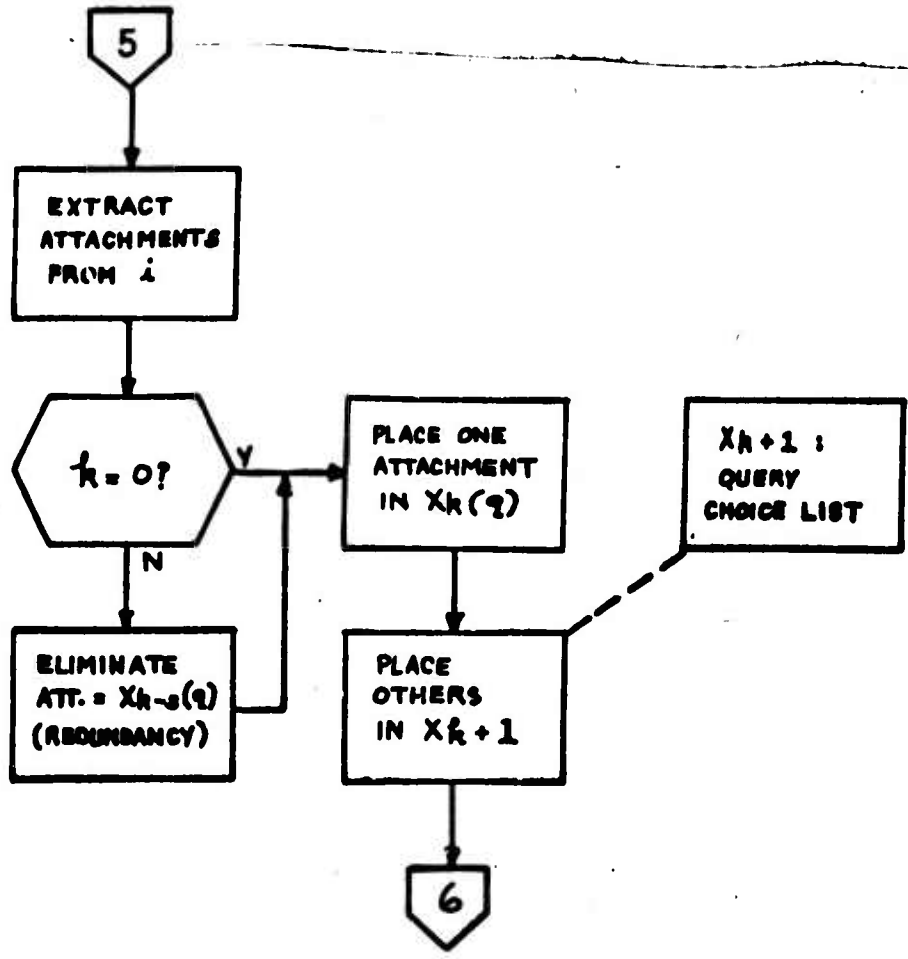 5
EXTRACT
ATTACHMENTS
FROM i
k = 0?
Y
N
PLACE ONE
ATTACHMENT
IN Xk(q)
Xk+1 :
QUERY
CHOICE LIST
ELIMINATE
ATT. = Xk-s(q)
(REDUNDANCY)
PLACE
OTHERS
IN Xk+1
6